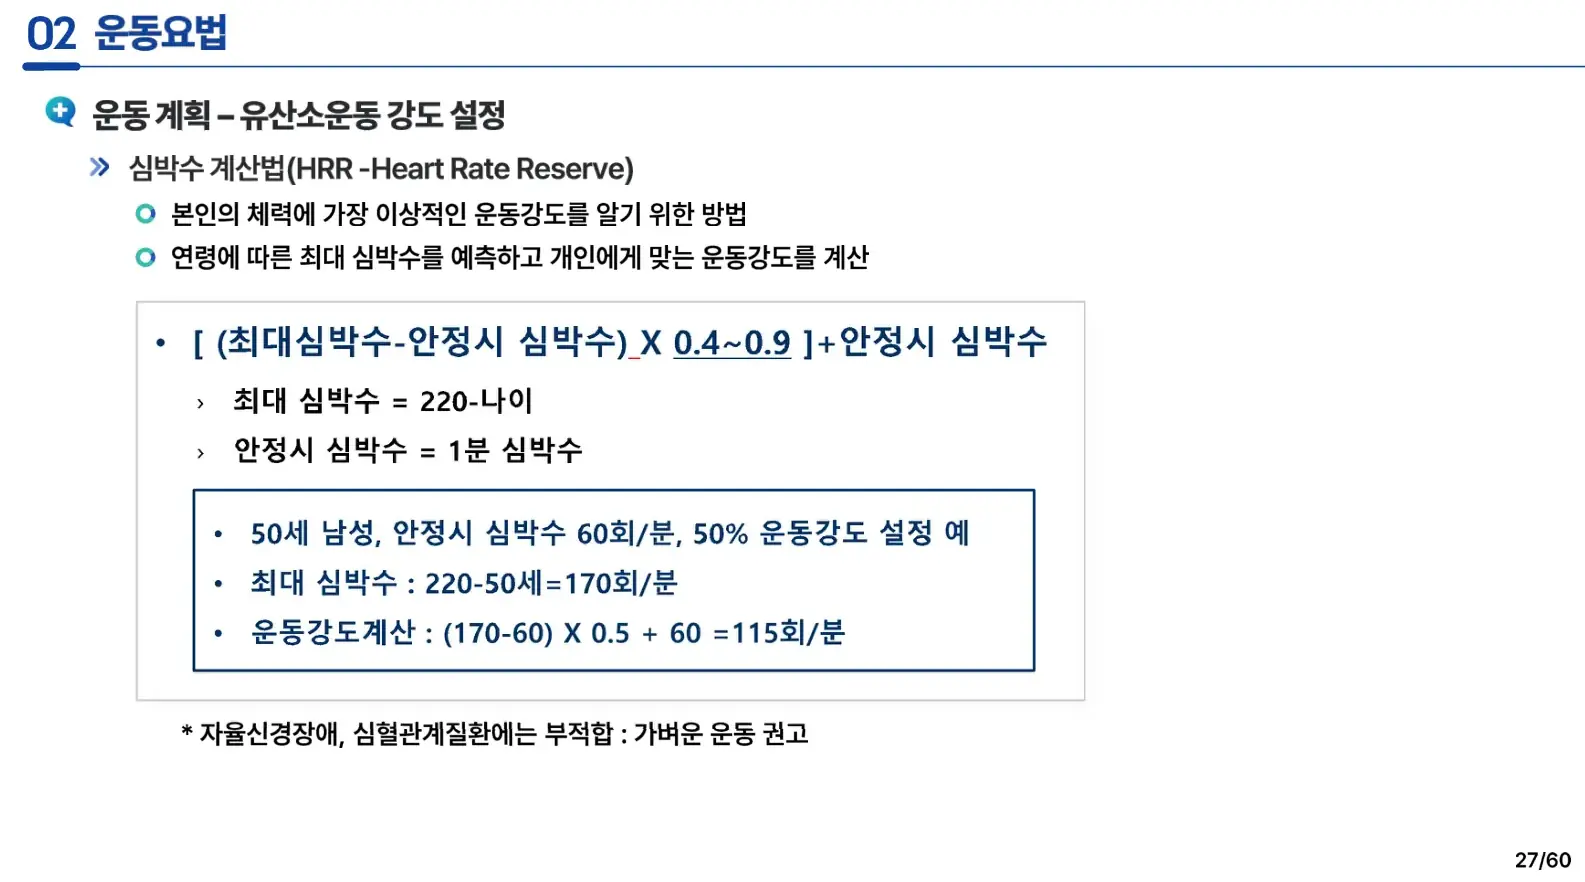 02 운동요법
운동 계획 – 유산소운동 강도 설정
심박수 계산법(HRR -Heart Rate Reserve)
본인의 체력에 가장 이상적인 운동강도를 알기 위한 방법
연령에 따른 최대 심박수를 예측하고 개인에게 맞는 운동강도를 계산
• [ (최대심박수-안정시 심박수)_X 0.4~0.9 ]+안정시 심박수
› 최대 심박수 = 220-나이
› 안정시 심박수 = 1분 심박수
• 50세 남성, 안정시 심박수 60회/분, 50% 운동강도 설정 예
• 최대 심박수 : 220-50세=170회/분
• 운동강도계산 : (170-60) X 0.5 + 60 =115회/분
* 자율신경장애, 심혈관계질환에는 부적합 : 가벼운 운동 권고
27/60